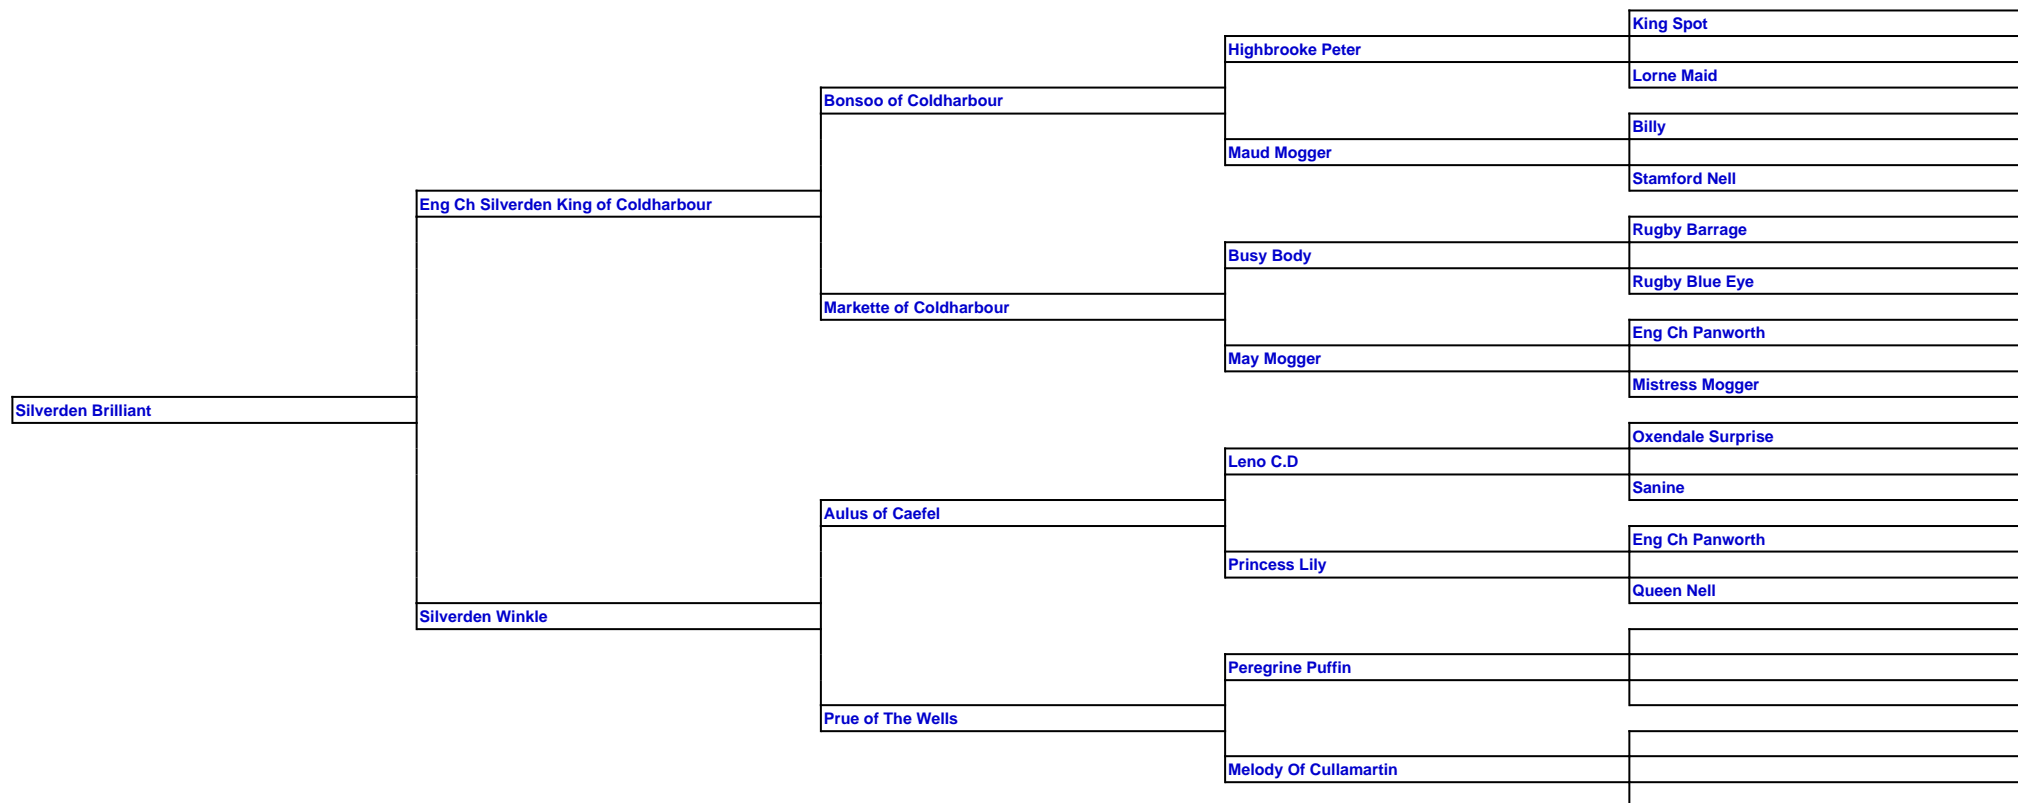 King Spot
Highbrooke Peter
Lorne Maid
Bonsoo of Coldharbour
Billy
Maud Mogger
Stamford Nell
Eng Ch Silverden King of Coldharbour
Rugby Barrage
Busy Body
Rugby Blue Eye
Markette of Coldharbour
Eng Ch Panworth
May Mogger
Mistress Mogger
Silverden Brilliant
Oxendale Surprise
Leno C.D
Sanine
Aulus of Caefel
Eng Ch Panworth
Princess Lily
Queen Nell
Silverden Winkle
Peregrine Puffin
Prue of The Wells
Melody Of Cullamartin